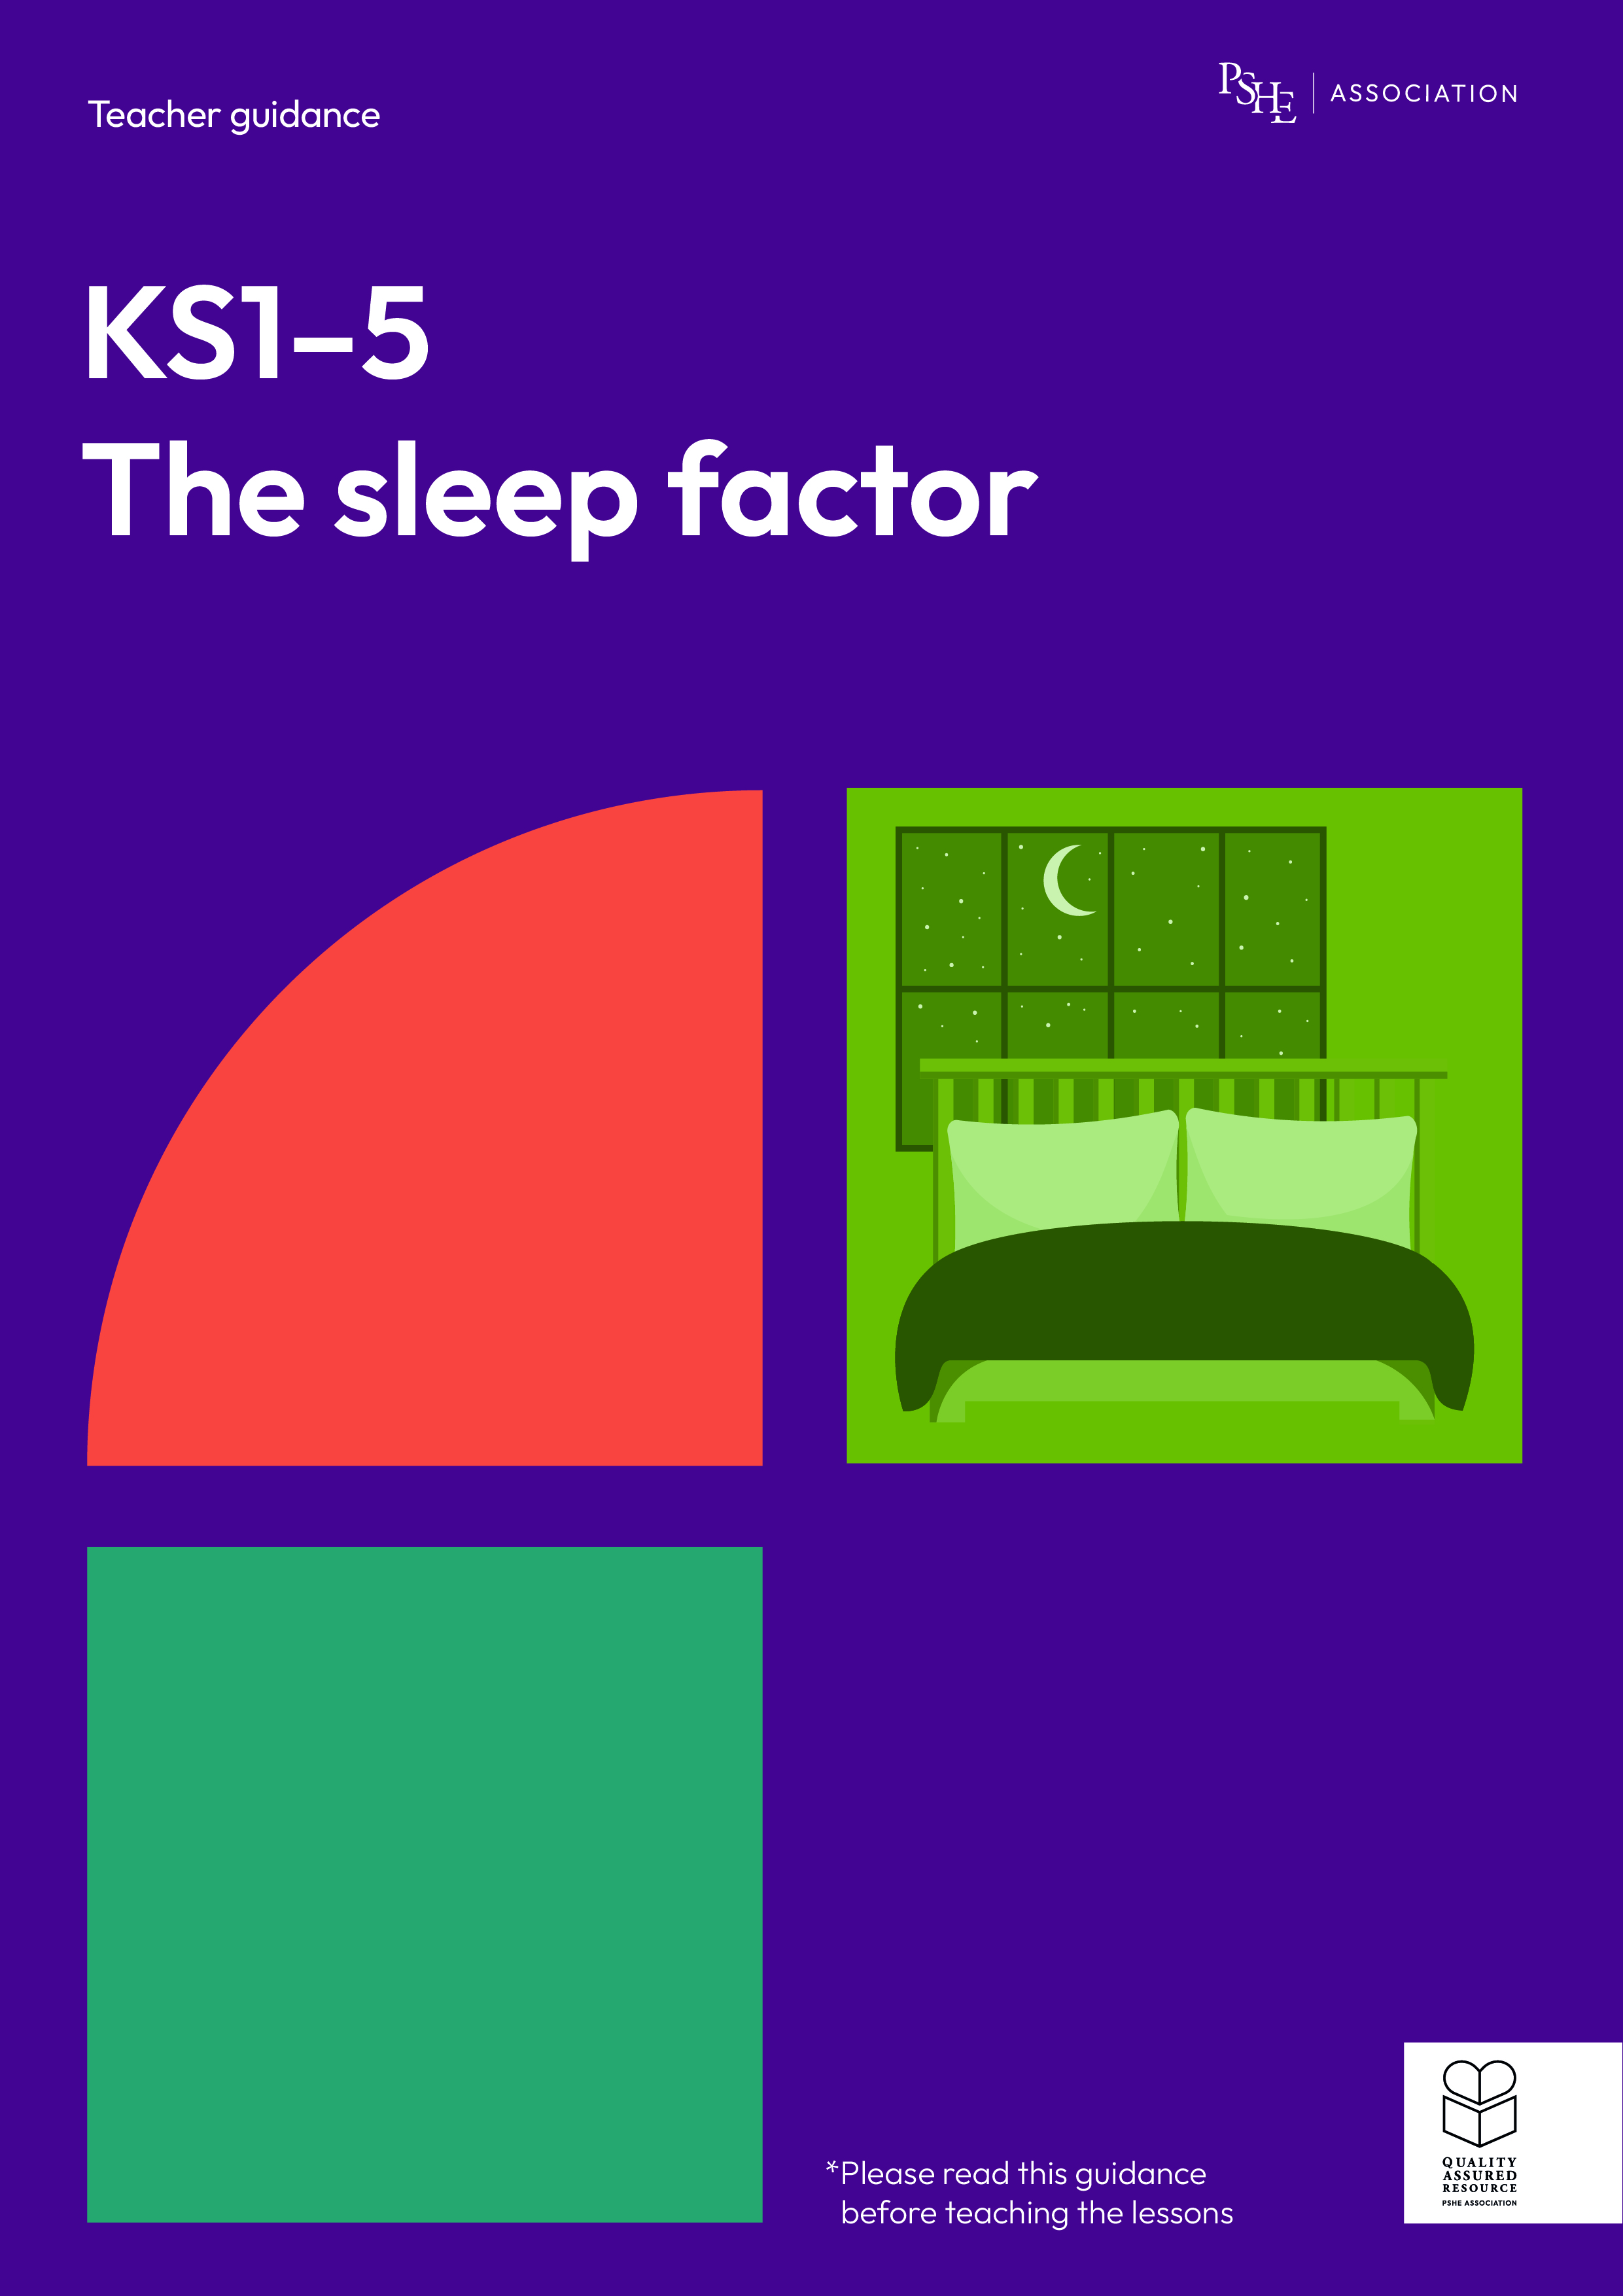 Teacher guidance
PSHE ASSOCIATION
KS1–5
The sleep factor
*Please read this guidance
before teaching the lessons
QUALITY
ASSURED
RESOURCE
PSHE ASSOCIATION